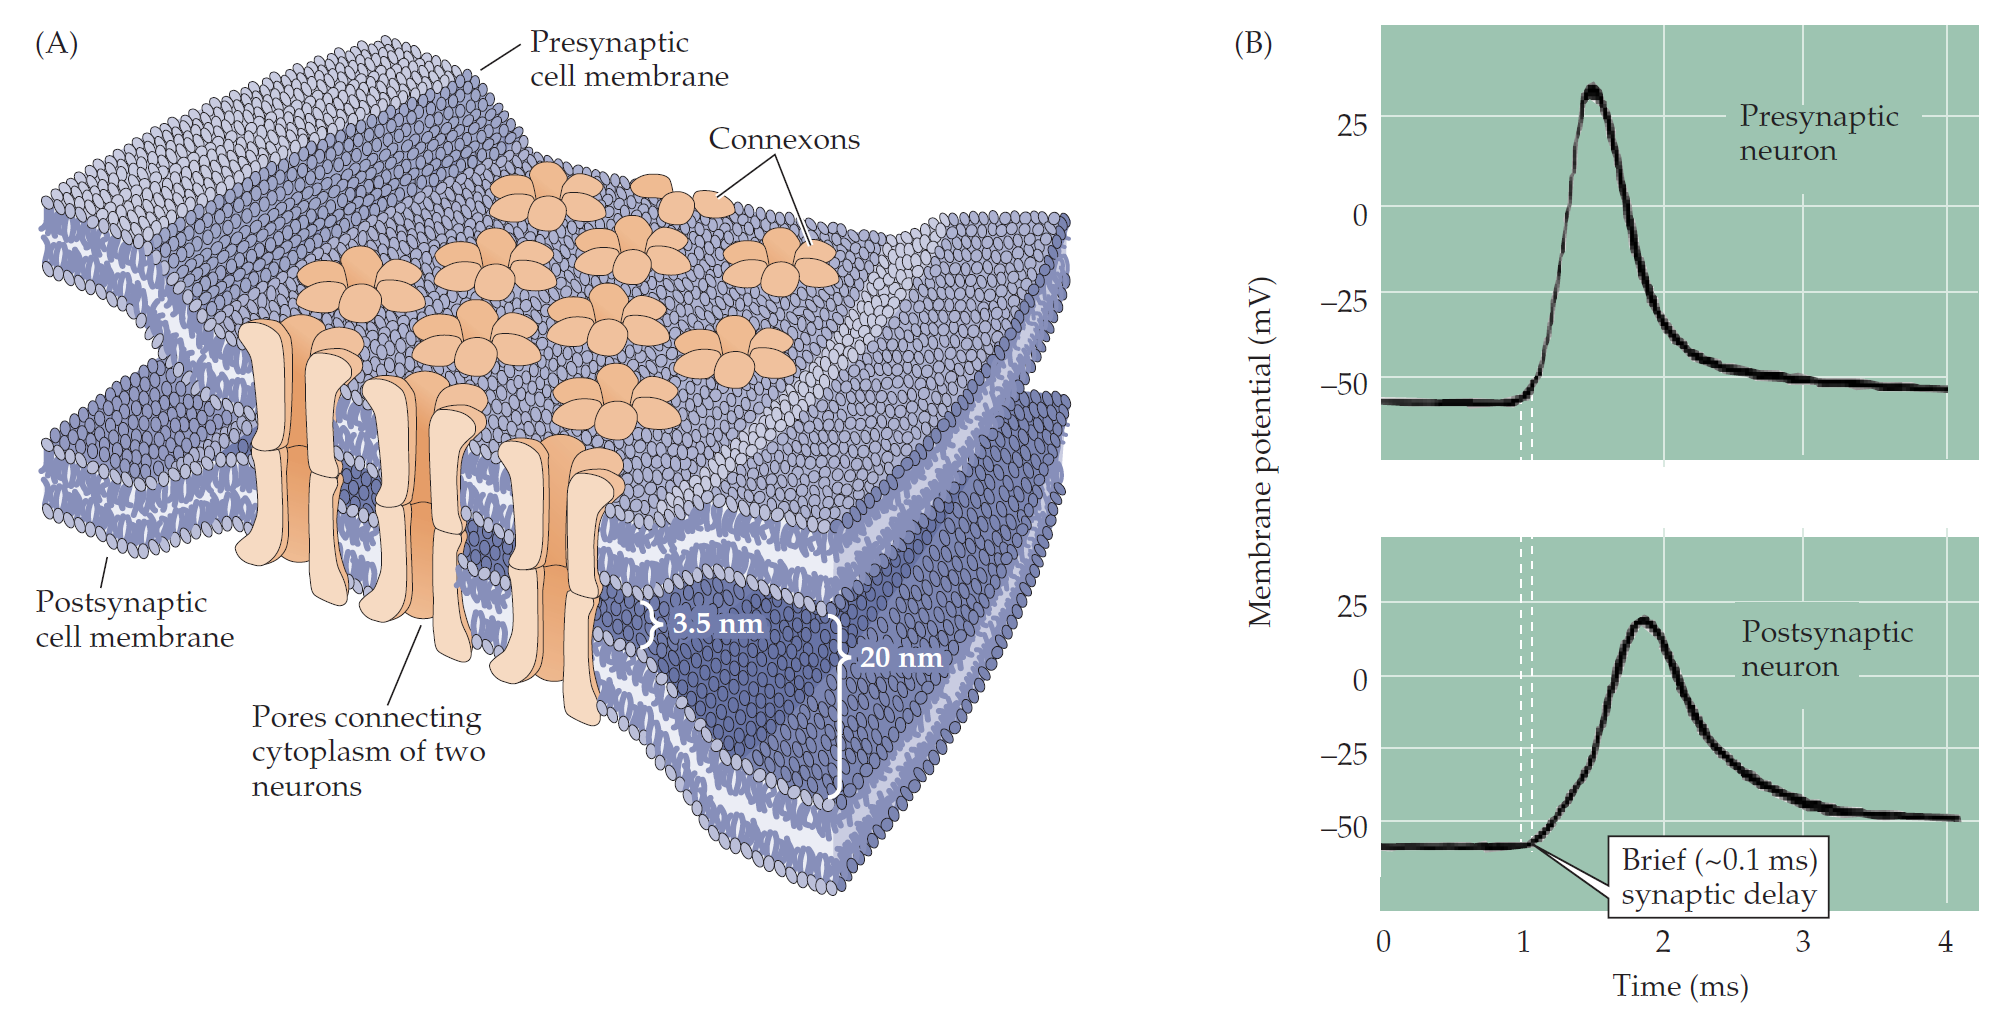 (A)
Presynaptic
cell membrane
Connexons
3.5 nm
20 nm
Postsynaptic
cell membrane
Pores connecting
cytoplasm of two
neurons
(B)
Membrane potential (mV)
25
0
–25
–50
Presynaptic
neuron
25
0
–25
–50
Postsynaptic
neuron
Brief (~0.1 ms)
synaptic delay
0 1 2 3 4
Time (ms)